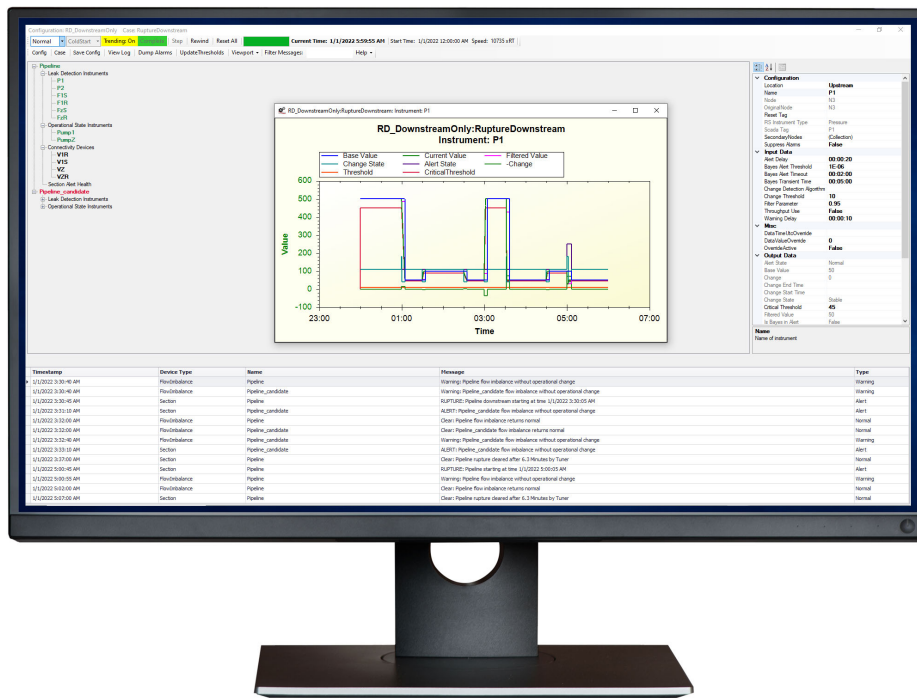 Configuration: RD_DownstreamOnly Case: RuptureDownstream
Normal ColdStart Trending: On Complete Stop Rewind Reset All Current Time: 1/1/2022 5:59:55 AM Start Time: 1/1/2022 12:00:00 AM Speed: 10735 xRT
Config Case Save Config View Log Dump Alarms UpdateThresholds Viewport Filter Messages: Help
Pipeline
Leak Detection Instruments
P1
P2
F1S
F1R
FzS
FzR
Operational State Instruments
Pump1
Pump2
Connectivity Devices
V1R
V1S
VZ
VZR
Section Alert Health
Pipeline_candidate
Leak Detection Instruments
Operational State Instruments
RD_DownstreamOnly:RuptureDownstream: Instrument: P1
RD_DownstreamOnly:RuptureDownstream
Instrument: P1
Base Value Current Value Filtered Value
Change State Alert State -Change
Threshold CriticalThreshold
Value
600
500
400
300
200
100
0
-100
23:00 01:00 03:00 05:00 07:00
Time
Configuration
Location Upstream
Name P1
Node N3
OriginalNode N3
Reset Tag
RIS Instrument Type Pressure
Scada Tag P1
SecondaryNodes (Collection)
Suppress Alarms False
Input Data
Alert Delay 00:00:20
Bayes Alert Threshold 1E-06
Bayes Alert Timeout 00:02:00
Bayes Transient Time 00:05:00
Change Detection Algorithm
Change Threshold 10
Filter Parameter 0.95
Throughput Use False
Warning Delay 00:00:10
Misc
DataTimeUtcOverride
DataValueOverride 0
OverrideActive False
Output Data
Alert State Normal
Base Value 50
Change 0
Change End Time
Change Start Time
Change State Stable
Critical Threshold 45
Filtered Value 50
Is Bayes in Alert False
Name
Name of instrument
Timestamp Device Type Name Message Type
1/1/2022 3:30:40 AM FlowImbalance Pipeline Warning: Pipeline flow imbalance without operational change Warning
1/1/2022 3:30:40 AM FlowImbalance Pipeline_candidate Warning: Pipeline_candidate flow imbalance without operational change Warning
1/1/2022 3:30:45 AM Section Pipeline RUPTURE: Pipeline downstream starting at time 1/1/2022 3:30:05 AM Alert
1/1/2022 3:31:10 AM Section Pipeline_candidate ALERT: Pipeline_candidate flow imbalance without operational change Alert
1/1/2022 3:32:00 AM FlowImbalance Pipeline Clear: Pipeline flow imbalance returns normal Normal
1/1/2022 3:32:00 AM FlowImbalance Pipeline_candidate Clear: Pipeline_candidate flow imbalance returns normal Normal
1/1/2022 3:32:40 AM FlowImbalance Pipeline_candidate Warning: Pipeline_candidate flow imbalance without operational change Warning
1/1/2022 3:33:10 AM Section Pipeline_candidate ALERT: Pipeline_candidate flow imbalance without operational change Alert
1/1/2022 3:37:00 AM Section Pipeline Clear: Pipeline rupture cleared after 6.3 Minutes by Tuner Normal
1/1/2022 5:00:45 AM Section Pipeline RUPTURE: Pipeline starting at time 1/1/2022 5:00:05 AM Alert
1/1/2022 5:00:55 AM FlowImbalance Pipeline Warning: Pipeline flow imbalance without operational change Warning
1/1/2022 5:02:00 AM FlowImbalance Pipeline Clear: Pipeline flow imbalance returns normal Normal
1/1/2022 5:07:00 AM Section Pipeline Clear: Pipeline rupture cleared after 6.3 Minutes by Tuner Normal